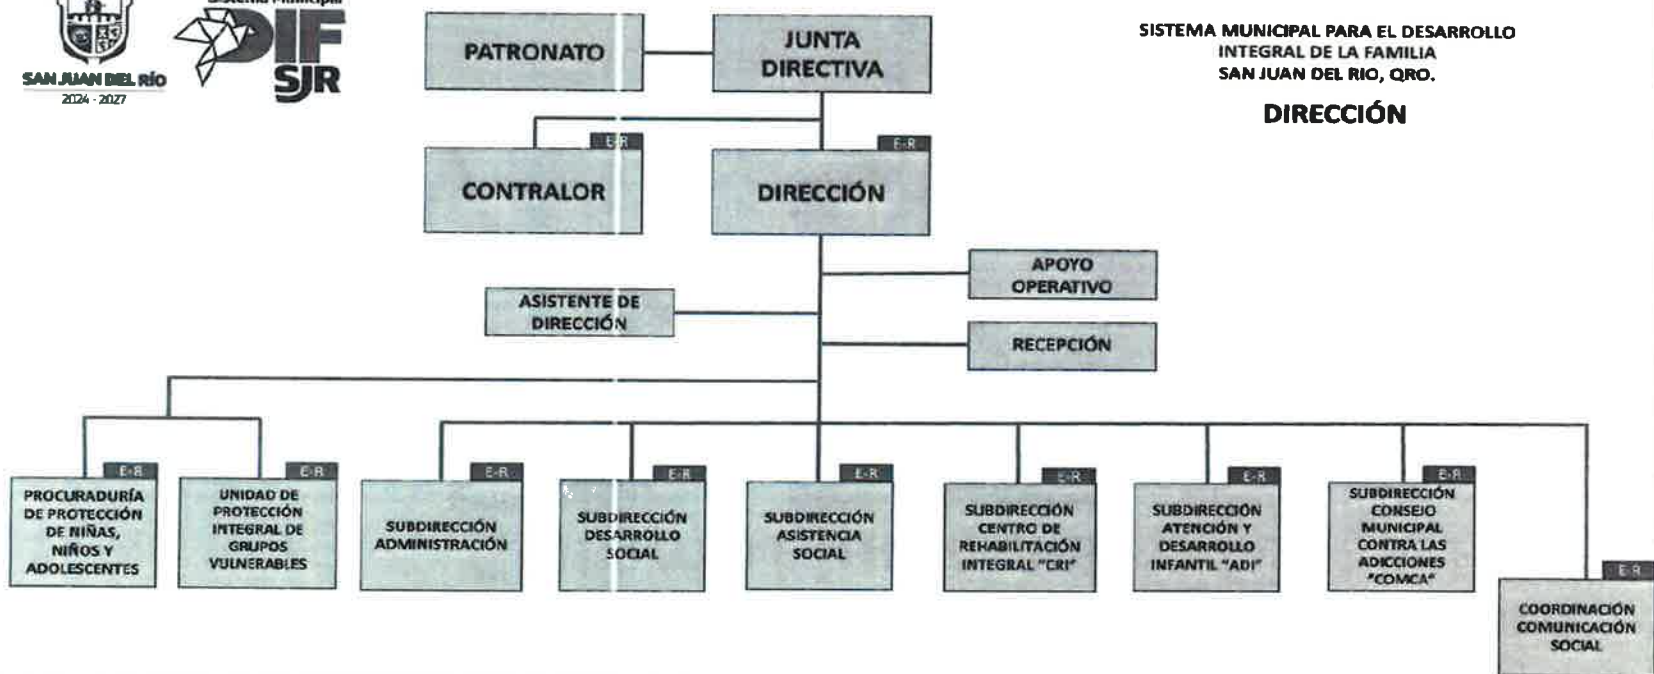 Sistema Municipal
DIF
SJR
SAN JUAN DEL RÍO
2024 - 2027
SISTEMA MUNICIPAL PARA EL DESARROLLO
INTEGRAL DE LA FAMILIA
SAN JUAN DEL RIO, QRO.
DIRECCIÓN
PATRONATO
JUNTA
DIRECTIVA
E-R
CONTRALOR
E-R
DIRECCIÓN
APOYO
OPERATIVO
ASISTENTE DE
DIRECCIÓN
RECEPCIÓN
E-R
PROCURADURÍA
DE PROTECCIÓN
DE NIÑAS,
NIÑOS Y
ADOLESCENTES
E-R
UNIDAD DE
PROTECCIÓN
INTEGRAL DE
GRUPOS
VULNERABLES
E-R
SUBDIRECCIÓN
ADMINISTRACIÓN
E-R
SUBDIRECCIÓN
DESARROLLO
SOCIAL
E-R
SUBDIRECCIÓN
ASISTENCIA
SOCIAL
E-R
SUBDIRECCIÓN
CENTRO DE
REHABILITACIÓN
INTEGRAL "CRI"
E-R
SUBDIRECCIÓN
ATENCIÓN Y
DESARROLLO
INFANTIL "ADI"
E-R
SUBDIRECCIÓN
CONSEJO
MUNICIPAL
CONTRA LAS
ADICCIONES
"COMCA"
E-R
COORDINACIÓN
COMUNICACIÓN
SOCIAL